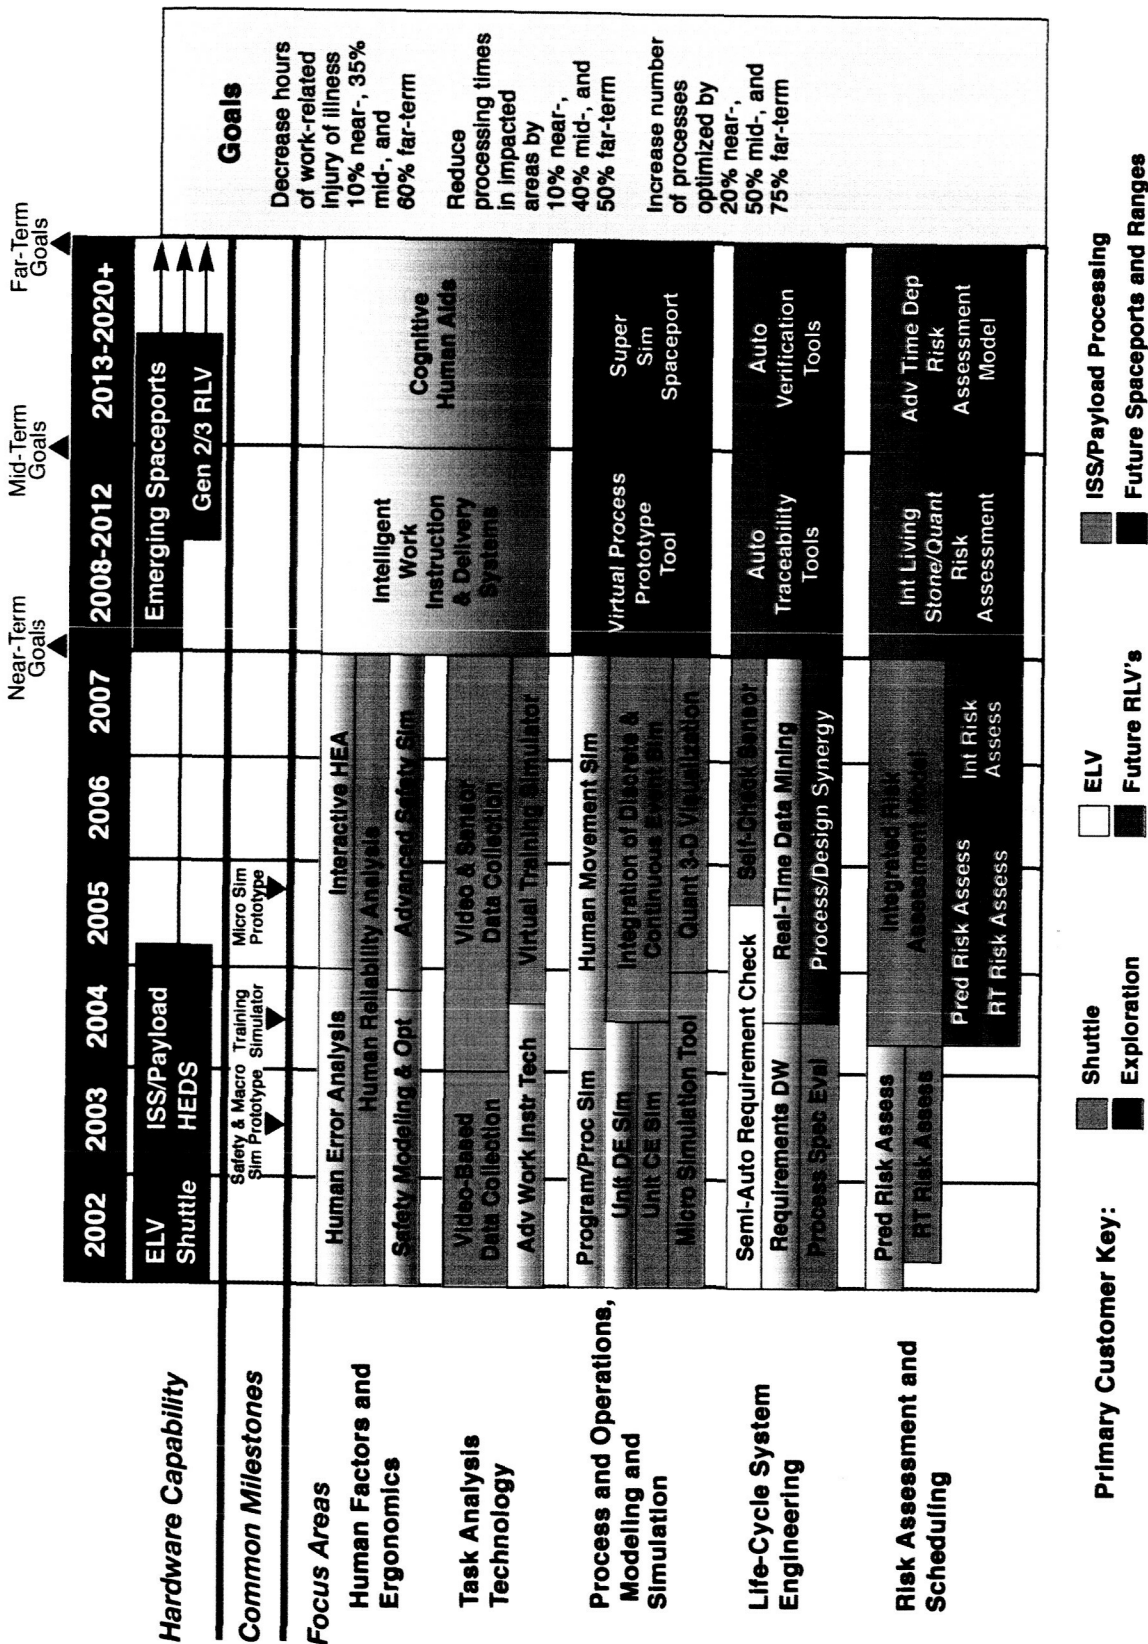 Near-Term
Goals
Mid-Term
Goals
Far-Term
Goals
2002
2003
2004
2005
2006
2007
2008-2012
2013-2020+
Hardware Capability
ELV
Shuttle
ISS/Payload
HEDS
Emerging Spaceports
Gen 2/3 RLV
Common Milestones
Safety & Macro
Sim Prototype
Training
Simulator
Micro Sim
Prototype
Focus Areas
Human Factors and
Ergonomics
Human Error Analysis
Interactive HEA
Human Reliability Analysis
Safety Modeling & Opt
Advanced Safety Sim
Intelligent
Work
Instruction
& Delivery
Systems
Cognitive
Human Aids
Task Analysis
Technology
Video-Based
Data Collection
Video & Sensor
Data Collection
Adv Work Instr Tech
Virtual Training Simulator
Process and Operations,
Modeling and
Simulation
Program/Proc Sim
Human Movement Sim
Unit DE Sim
Unit CE Sim
Integration of Discrete &
Continuous Event Sim
Micro Simulation Tool
Quant 3-D Visualization
Virtual Process
Prototype
Tool
Super
Sim
Spaceport
Life-Cycle System
Engineering
Semi-Auto Requirement Check
Self-Check Sensor
Requirements DW
Real-Time Data Mining
Process Spec Eval
Process/Design Synergy
Auto
Traceability
Tools
Auto
Verification
Tools
Risk Assessment and
Scheduling
Pred Risk Assess
RT Risk Assess
Integrated Risk
Assessment Model
Pred Risk Assess
RT Risk Assess
Int Risk
Assess
Int Living
Stone/Quant
Risk
Assessment
Adv Time Dep
Risk
Assessment
Model
Goals
Decrease hours
of work-related
injury of illness
10% near-, 35%
mid-, and
60% far-term
Reduce
processing times
in impacted
areas by
10% near-,
40% mid-, and
50% far-term
Increase number
of processes
optimized by
20% near-,
50% mid-, and
75% far-term
Primary Customer Key:
Shuttle
ELV
ISS/Payload Processing
Exploration
Future RLV's
Future Spaceports and Ranges